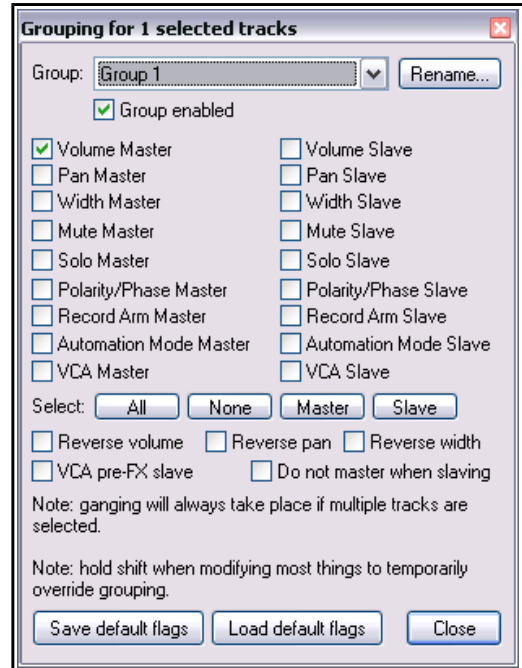 Grouping for 1 selected tracks
Group: Group 1 Rename...
Group enabled
Volume Master Volume Slave
Pan Master Pan Slave
Width Master Width Slave
Mute Master Mute Slave
Solo Master Solo Slave
Polarity/Phase Master Polarity/Phase Slave
Record Arm Master Record Arm Slave
Automation Mode Master Automation Mode Slave
VCA Master VCA Slave
Select: All None Master Slave
Reverse volume Reverse pan Reverse width
VCA pre-FX slave Do not master when slaving
Note: ganging will always take place if multiple tracks are
selected.
Note: hold shift when modifying most things to temporarily
override grouping.
Save default flags Load default flags Close